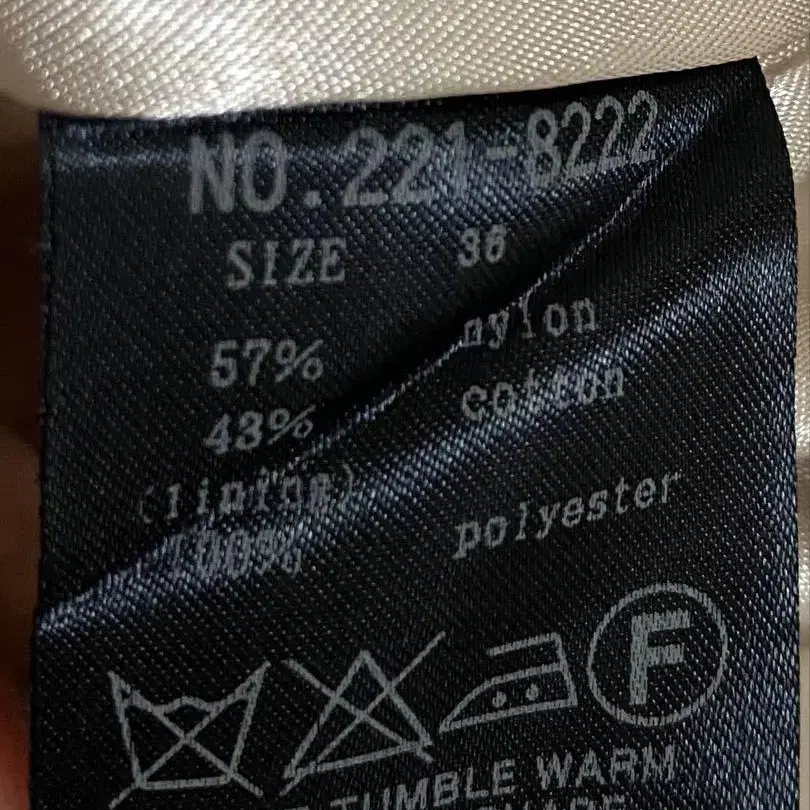 NO.221-8222
SIZE 36
57% nylon
43% cotton
(lining)
100% polyester
F
TUMBLE WARM